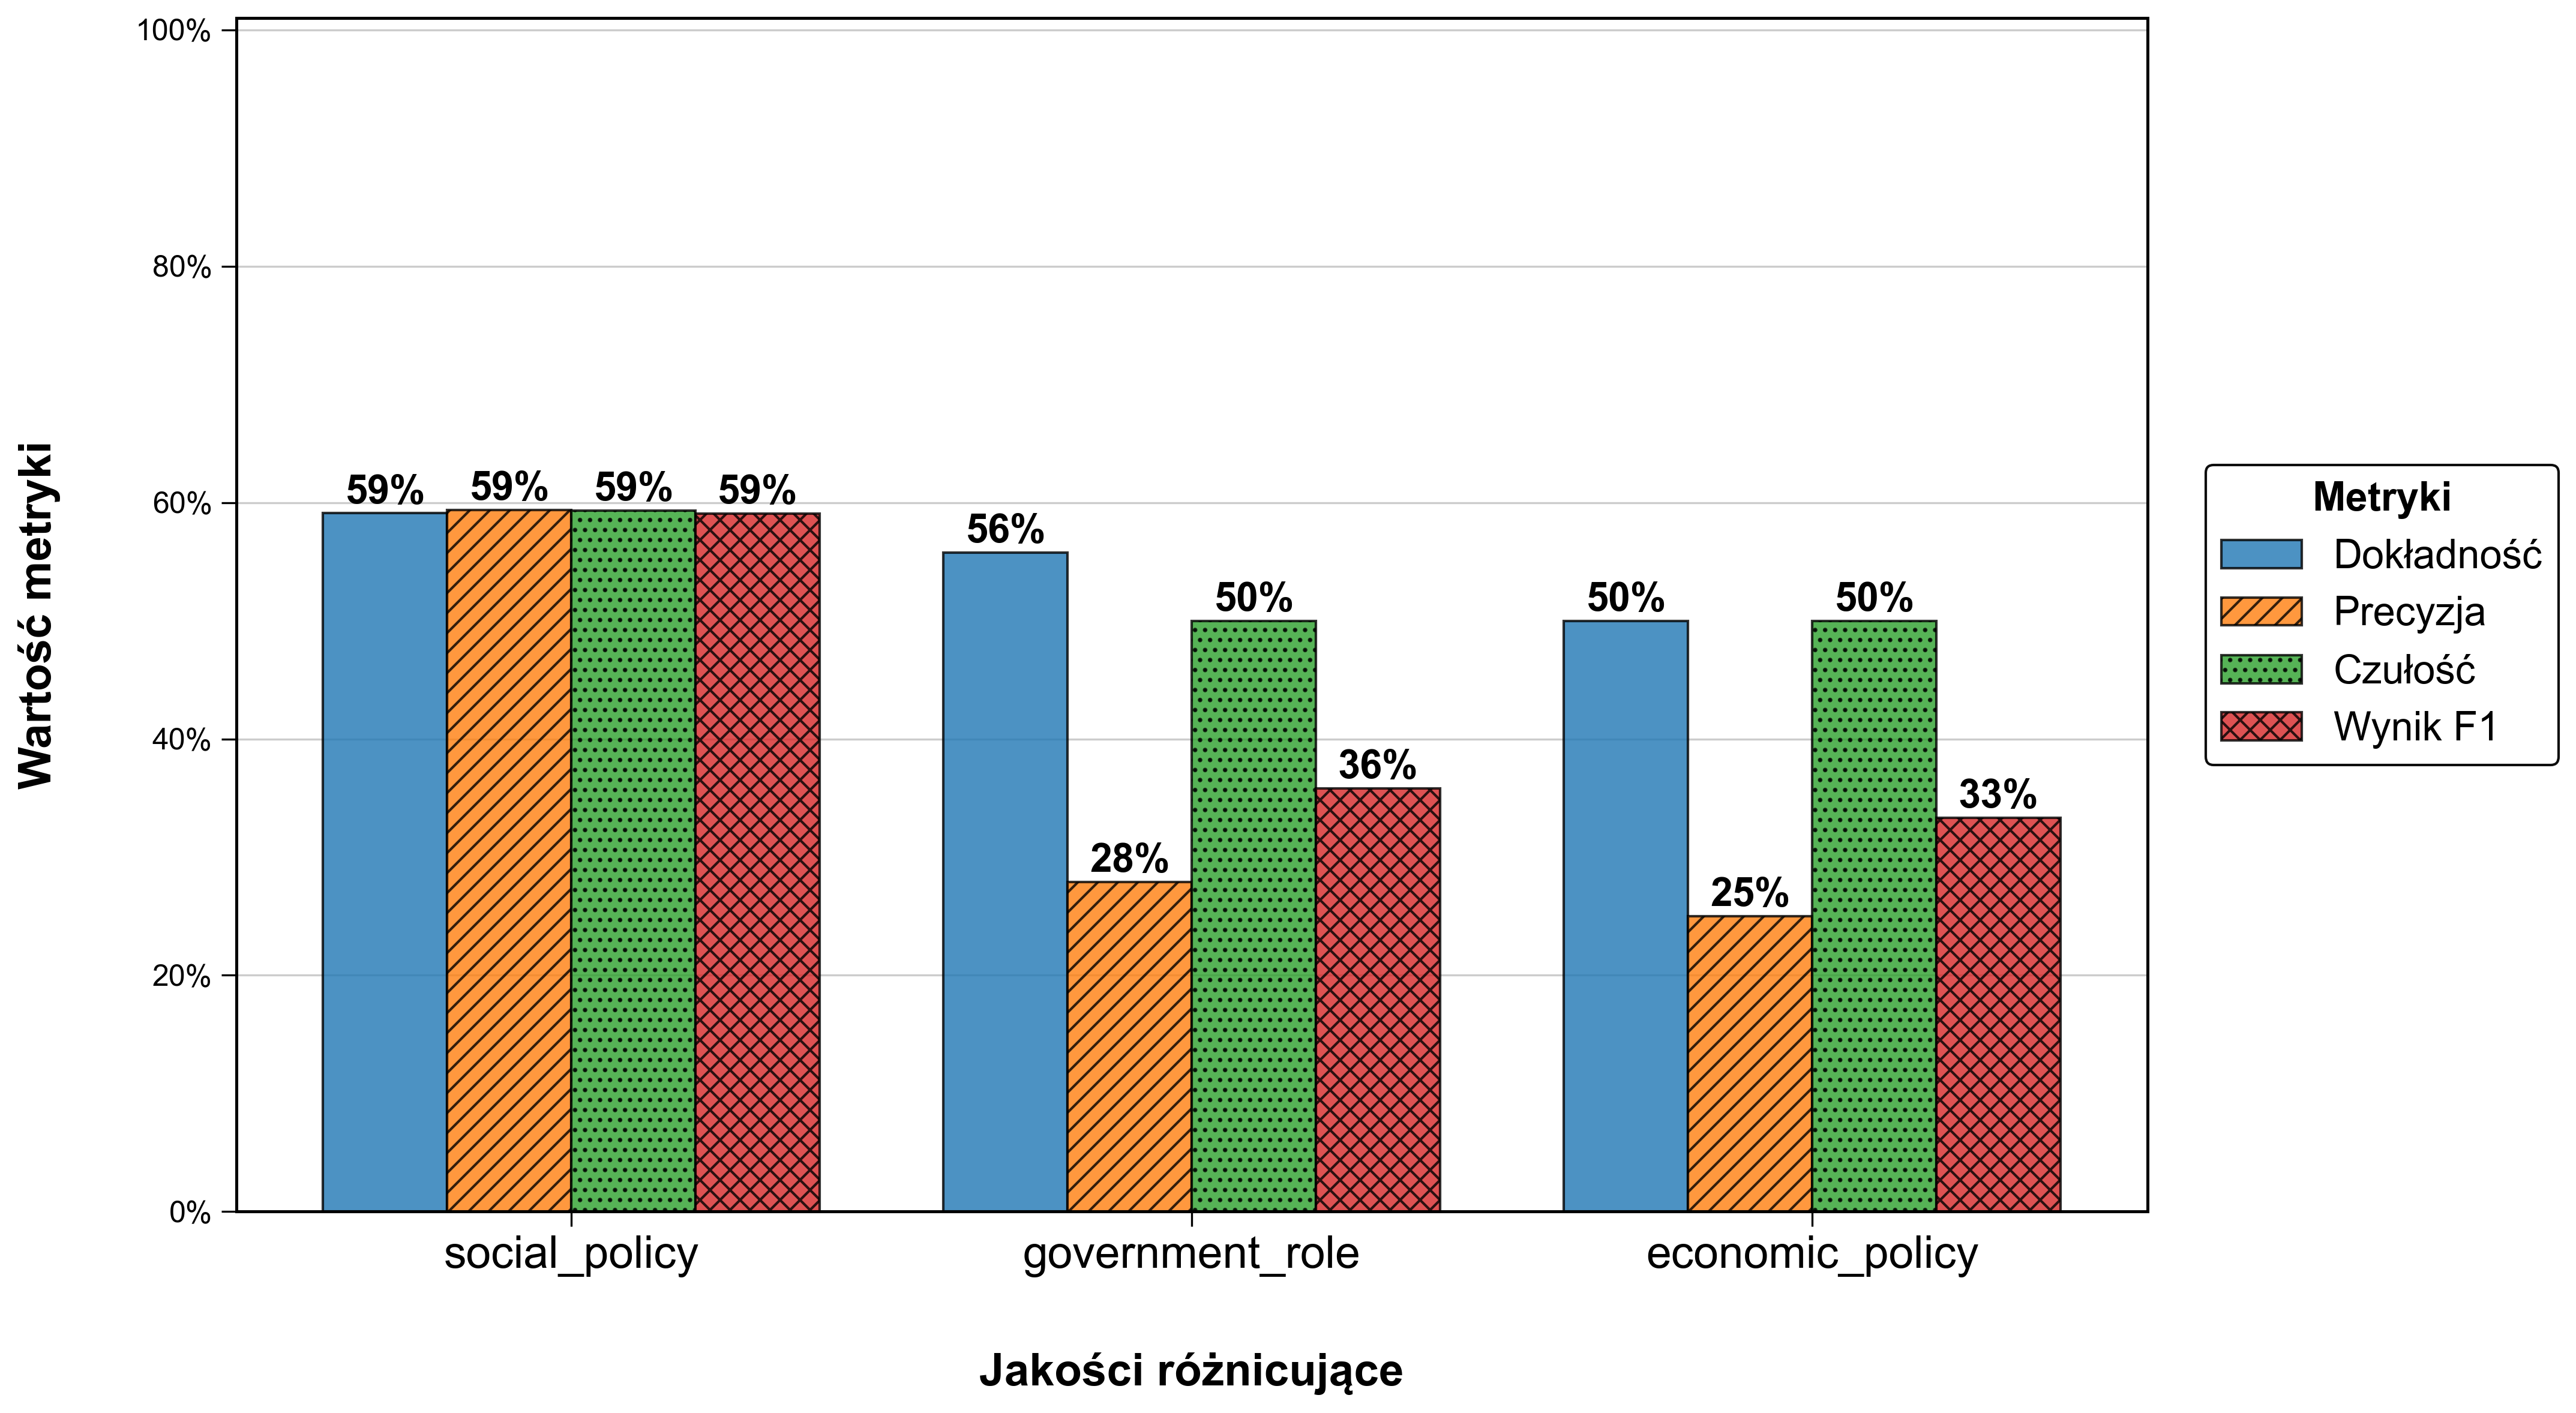 100%
80%
60%
40%
20%
0%
Wartość metryki
59%
59%
59%
59%
56%
28%
50%
36%
50%
25%
50%
33%
social_policy
government_role
economic_policy
Jakości różnicujące
Metryki
Dokładność
Precyzja
Czułość
Wynik F1